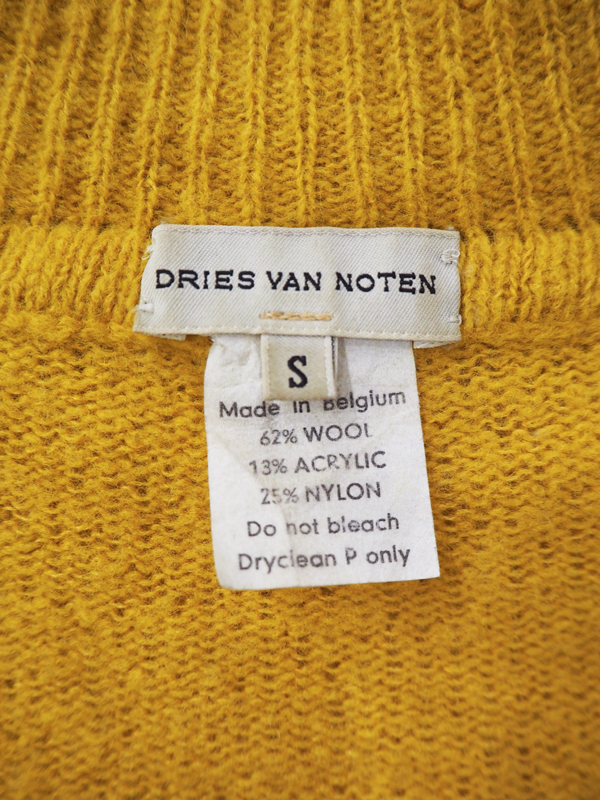 DRIES VAN NOTEN
S
Made in Belgium
62% WOOL
13% ACRYLIC
25% NYLON
Do not bleach
Dryclean P only